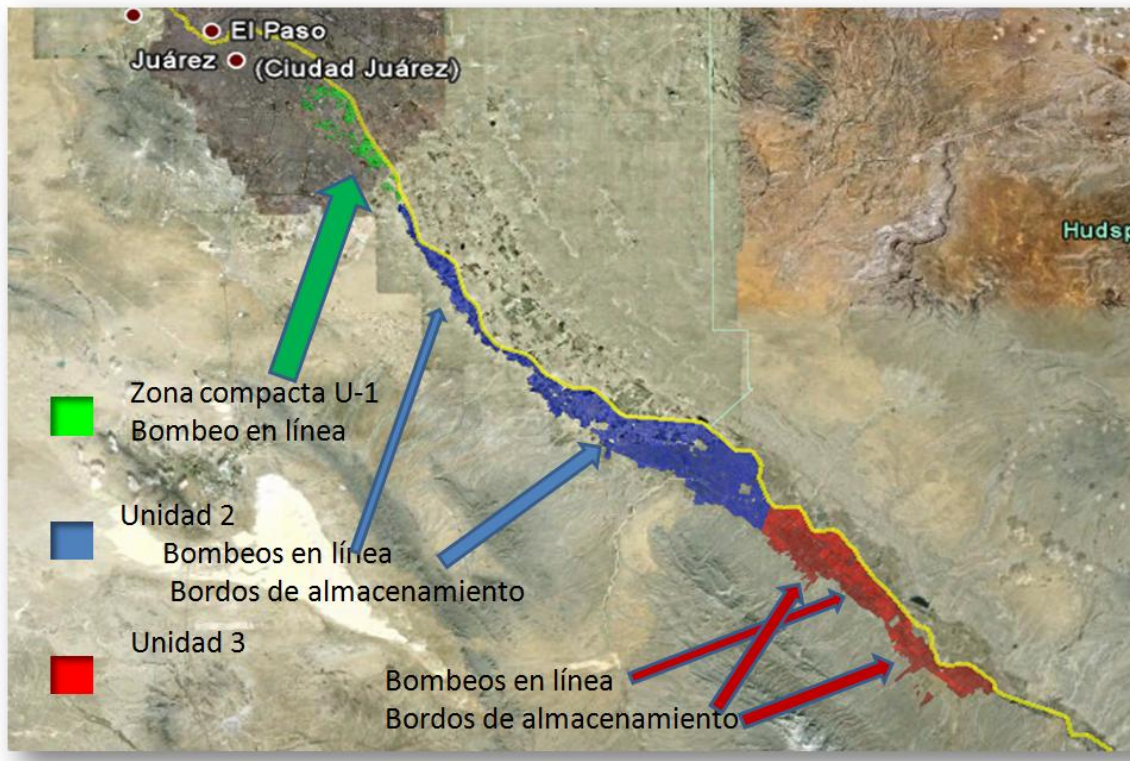 El Paso
Juárez
(Ciudad Juárez)
Hudsp
Zona compacta U-1
Bombeo en línea
Unidad 2
Bombeos en línea
Bordos de almacenamiento
Unidad 3
Bombeos en línea
Bordos de almacenamiento